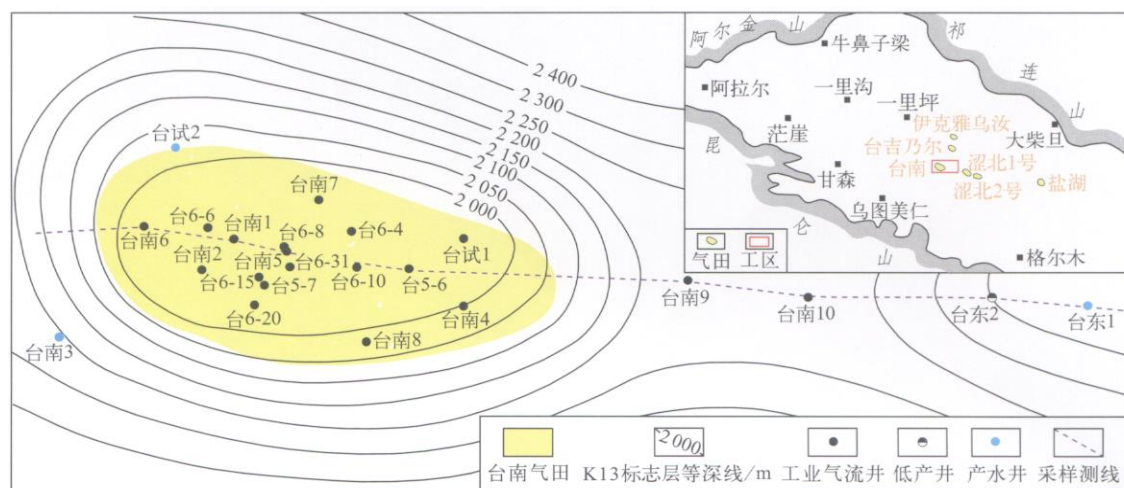 2 400
2 300
2 250
2 200
2 150
2 100
2 050
2 000
台试2
台南7
台6-6
台南1
台6-8
台6-4
台南6
台试1
台南2
台南5
台6-31
台6-15
台5-7
台6-10
台5-6
台6-20
台南4
台南8
台南3
台南9
台南10
台东2
台东1
阿尔金山
祁连山
牛鼻子梁
阿拉尔
一里沟
一里坪
茫崖
伊克雅乌汝
大柴旦
台吉乃尔
昆仑山
台南
涩北1号
甘森
涩北2号
盐湖
乌图美仁
格尔木
气田
工区
2 000
台南气田
K13标志层等深线/m
工业气流井
低产井
产水井
采样测线